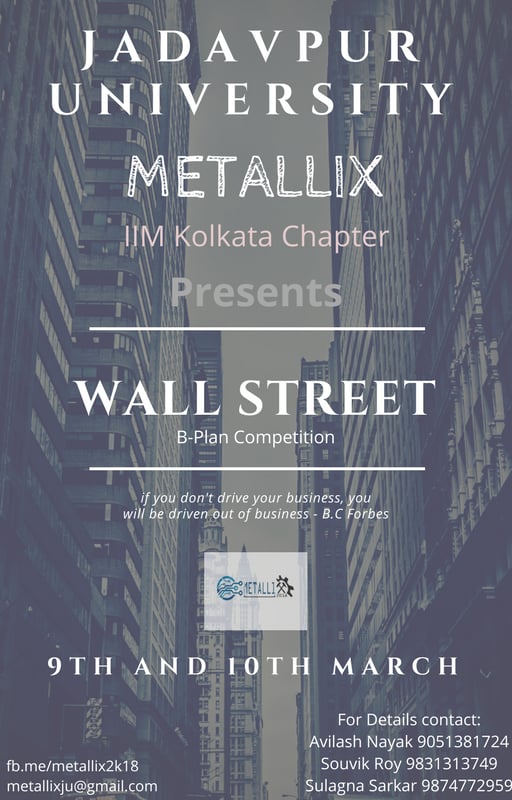 JADAVPUR
UNIVERSITY
METALLIX
IIM Kolkata Chapter
Presents
WALL STREET
B-Plan Competition
if you don't drive your business, you
will be driven out of business - B.C Forbes
METALLIX
9TH AND 10TH MARCH
For Details contact:
Avilash Nayak 9051381724
Souvik Roy 9831313749
Sulagna Sarkar 9874772959
fb.me/metallix2k18
metallixju@gmail.com